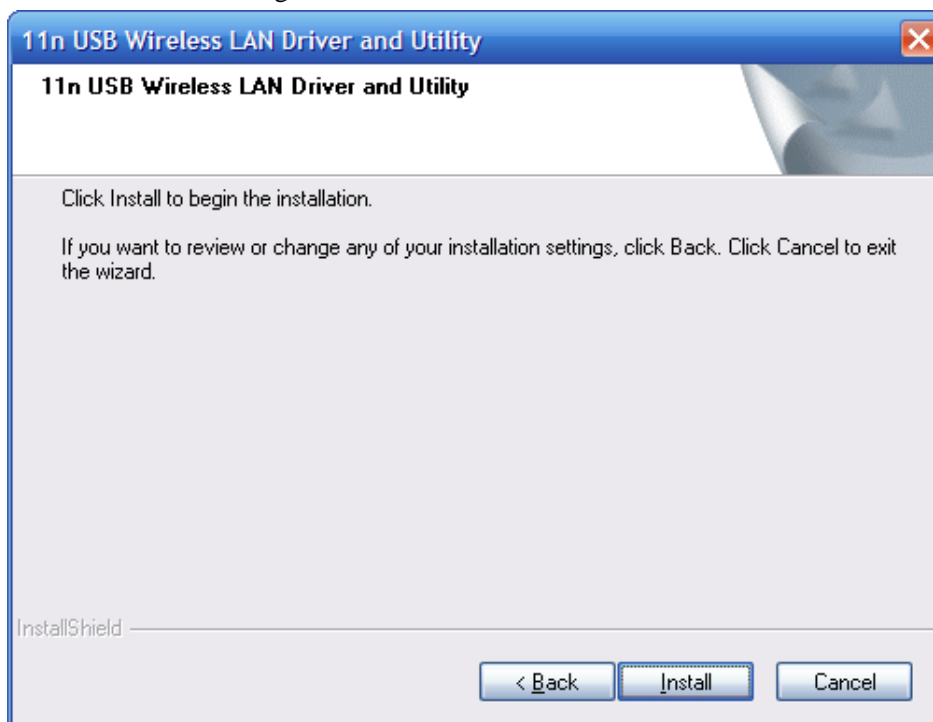 11n USB Wireless LAN Driver and Utility
11n USB Wireless LAN Driver and Utility
Click Install to begin the installation.
If you want to review or change any of your installation settings, click Back. Click Cancel to exit
the wizard.
InstallShield
< Back Install Cancel